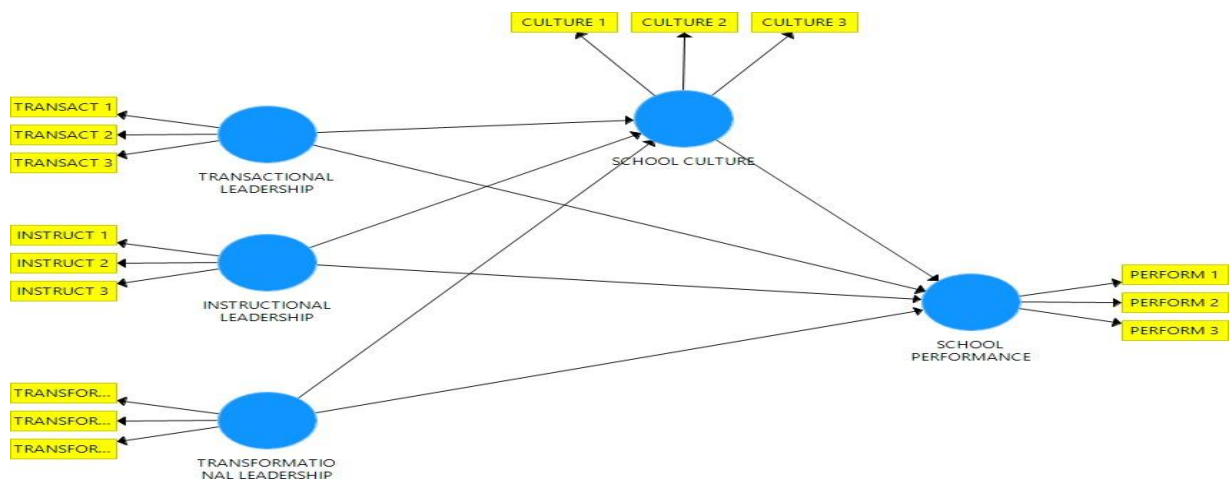 CULTURE 1
CULTURE 2
CULTURE 3
TRANSACT 1
TRANSACT 2
TRANSACT 3
TRANSACTIONAL
LEADERSHIP
SCHOOL CULTURE
INSTRUCT 1
INSTRUCT 2
INSTRUCT 3
INSTRUCTIONAL
LEADERSHIP
PERFORM 1
PERFORM 2
PERFORM 3
SCHOOL
PERFORMANCE
TRANSFOR...
TRANSFOR...
TRANSFOR...
TRANSFORMATIO
NAL LEADERSHIP